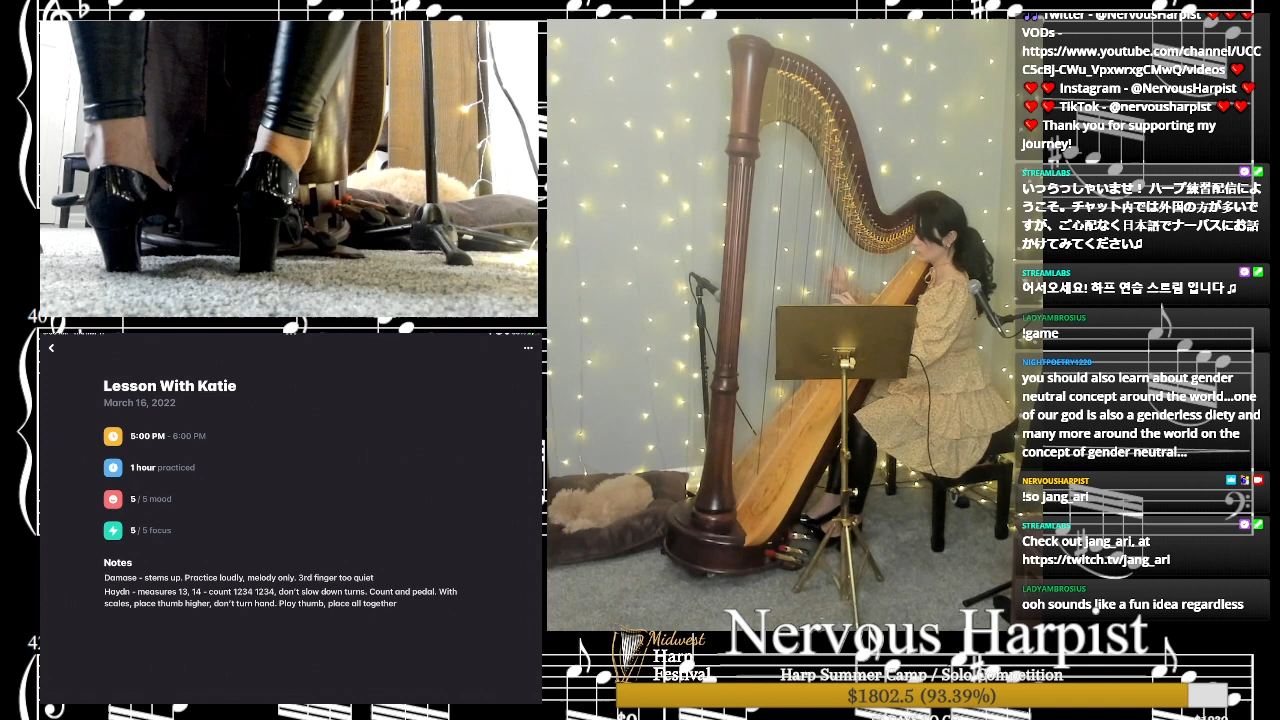 40
42
Lesson With Katie
March 16, 2022
5:00 PM - 6:00 PM
1 hour practiced
5 / 5 mood
5 / 5 focus
Notes
Damase - stems up. Practice loudly, melody only. 3rd finger too quiet
Haydn - measures 13, 14 - count 1234 1234, don't slow down turns. Count and pedal. With
scales, place thumb higher, don't turn hand. Play thumb, place all together
Twitter - @NervousHarpist
VODs -
https://www.youtube.com/channel/UCC
C5cBJ-CWu_VpxwrxgCMwQ/videos
Instagram - @NervousHarpist
TikTok - @nervousharpist
Thank you for supporting my
journey!
STREAMLABS
いらっしゃいませ！ ハープ練習配信によ
うこそ。チャット内では外国の方が多いで
すが、ご心配なく日本語でナーバスにお話
かけてみてください♫
STREAMLABS
어서오세요! 하프 연습 스트림 입니다 ♫
LADYAMBROSIUS
!game
NIGHTPOETRY1220
you should also learn about gender
neutral concept around the world...one
of our god is also a genderless diety and
many more around the world on the
concept of gender neutral...
NERVOUSHARPIST
!so jang_ari
STREAMLABS
Check out jang_ari, at
https://twitch.tv/jang_ari
LADYAMBROSIUS
ooh sounds like a fun idea regardless
Midwest
Harp
Festival
Nervous Harpist
Harp Summer Camp / Solo Competition
$1802.5 (93.39%)
$0
$1930